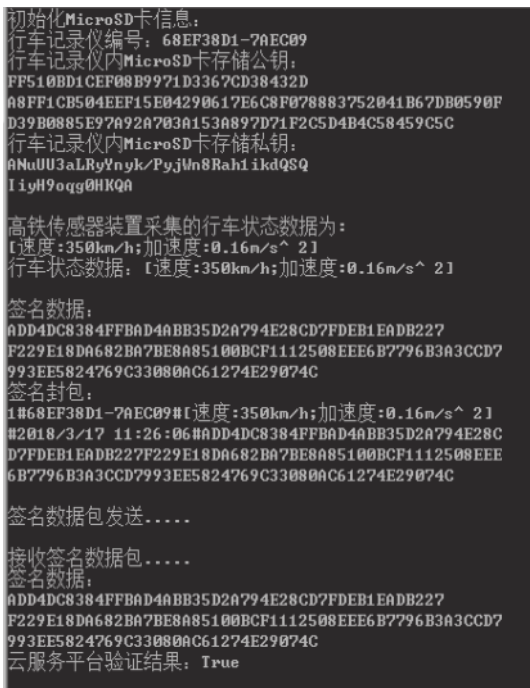 初始化MicroSD卡信息：
行车记录仪编号：68EF38D1-7AEC09
行车记录仪内MicroSD卡存储公钥：
FF510BD1CEF08B9971D3367CD38432D
A8FF1CB504EEF15E04290617E6C8F078883752041B67DB0590F
D39B0885E97A92A703A153A897D71F2C5D4B4C58459C5C
行车记录仪内MicroSD卡存储私钥：
ANuUU3aLRyYnyk/PyjWn8Rah1ikdQSQ
IiyH9oqg0HKQA
高铁传感器装置采集的行车状态数据为：
[速度:350km/h;加速度:0.16m/s^ 2]
行车状态数据：[速度:350km/h;加速度:0.16m/s^ 2]
签名数据：
ADD4DC8384FFBAD4ABB35D2A794E28CD7FDEB1EADB227
F229E18DA682BA7BE8A85100BCF1112508EEE6B7796B3A3CCD7
993EE5824769C33080AC61274E29074C
签名封包：
1#68EF38D1-7AEC09#[速度:350km/h;加速度:0.16m/s^ 2]
#2018/3/17 11:26:06#ADD4DC8384FFBAD4ABB35D2A794E28C
D7FDEB1EADB227F229E18DA682BA7BE8A85100BCF1112508EEE
6B7796B3A3CCD7993EE5824769C33080AC61274E29074C
签名数据包发送.....
接收签名数据包.....
签名数据：
ADD4DC8384FFBAD4ABB35D2A794E28CD7FDEB1EADB227
F229E18DA682BA7BE8A85100BCF1112508EEE6B7796B3A3CCD7
993EE5824769C33080AC61274E29074C
云服务平台验证结果：True